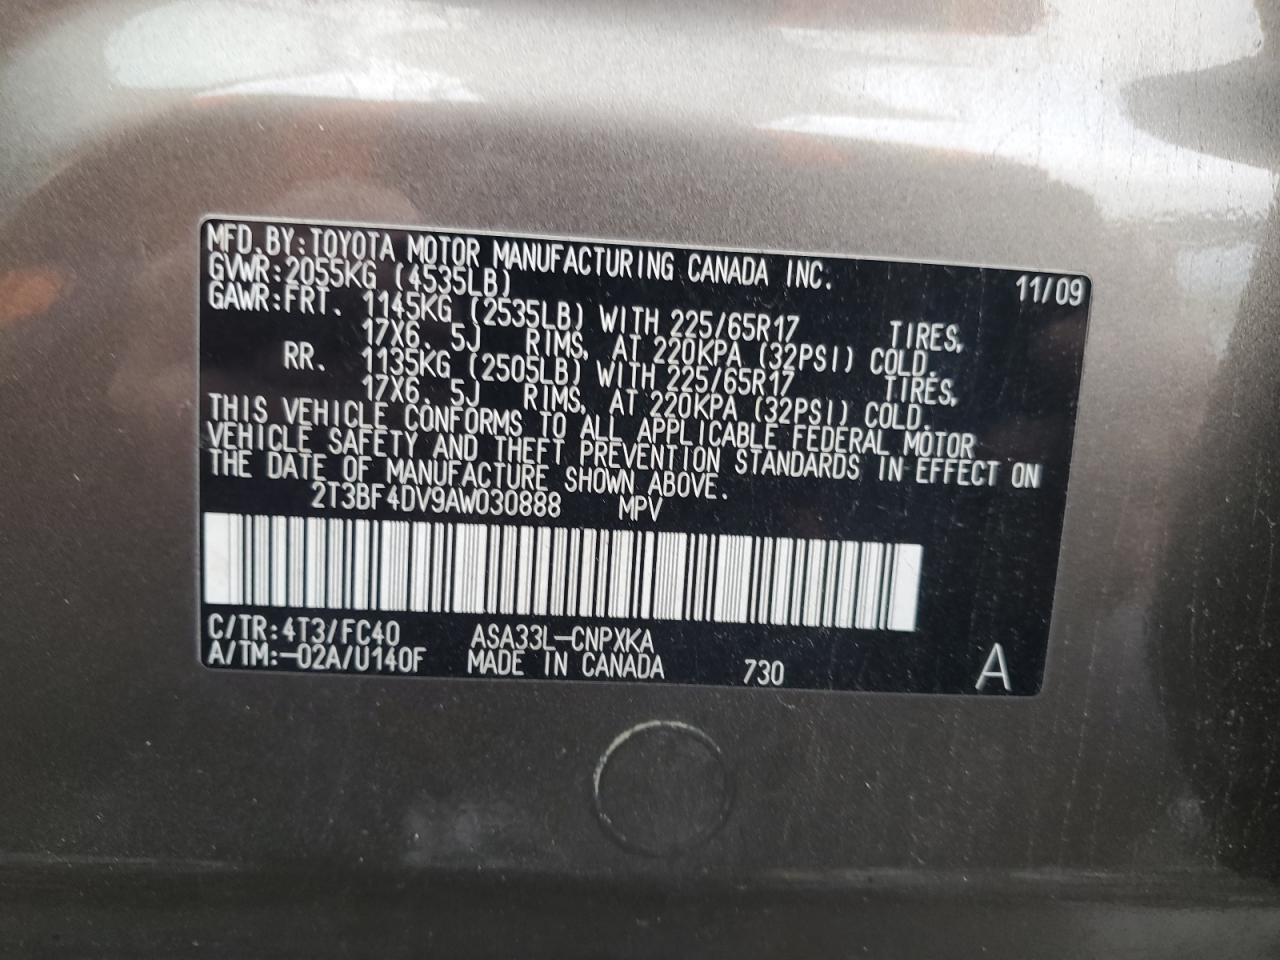 MFD. BY: TOYOTA MOTOR MANUFACTURING CANADA INC. 11/09
GVWR: 2055KG (4535LB)
GAWR: FRT. 1145KG (2535LB) WITH 225/65R17 TIRES,
17X6. 5J RIMS, AT 220KPA (32PSI) COLD.
RR. 1135KG (2505LB) WITH 225/65R17 TIRES,
17X6. 5J RIMS, AT 220KPA (32PSI) COLD.
THIS VEHICLE CONFORMS TO ALL APPLICABLE FEDERAL MOTOR
VEHICLE SAFETY AND THEFT PREVENTION STANDARDS IN EFFECT ON
THE DATE OF MANUFACTURE SHOWN ABOVE.
2T3BF4DV9AW030888 MPV
C/TR: 4T3/FC40 ASA33L-CNPXKA
A/TM: -02A/U140F MADE IN CANADA 730 A